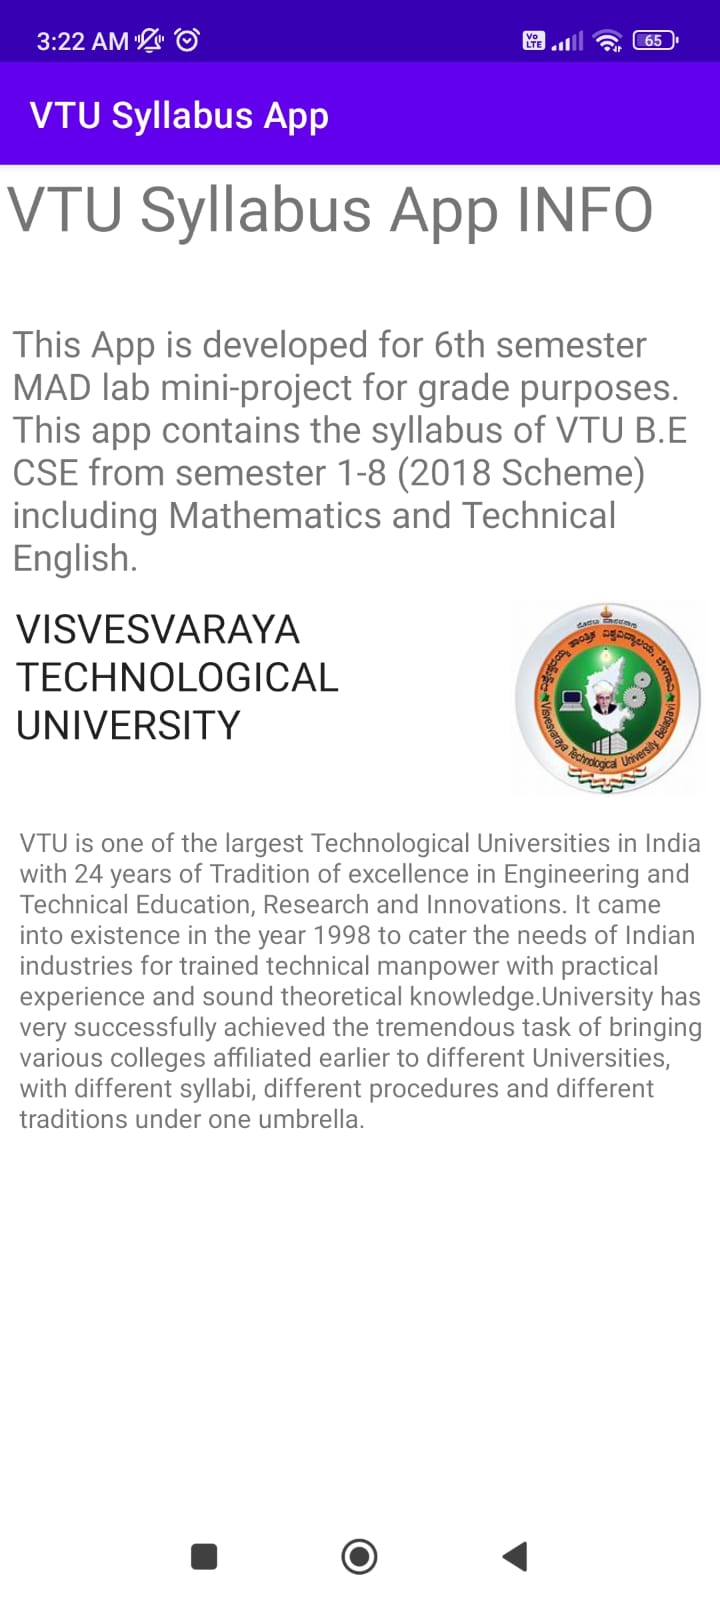 3:22 AM
Vo LTE
65
VTU Syllabus App
VTU Syllabus App INFO
This App is developed for 6th semester
MAD lab mini-project for grade purposes.
This app contains the syllabus of VTU B.E
CSE from semester 1-8 (2018 Scheme)
including Mathematics and Technical
English.
VISVESVARAYA
TECHNOLOGICAL
UNIVERSITY
ವಿಶ್ವೇಶ್ವರಯ್ಯ ತಾಂತ್ರಿಕ ವಿಶ್ವವಿದ್ಯಾಲಯ, ಬೆಳಗಾವಿ
Visvesvaraya Technological University, Belagavi
VTU is one of the largest Technological Universities in India
with 24 years of Tradition of excellence in Engineering and
Technical Education, Research and Innovations. It came
into existence in the year 1998 to cater the needs of Indian
industries for trained technical manpower with practical
experience and sound theoretical knowledge.University has
very successfully achieved the tremendous task of bringing
various colleges affiliated earlier to different Universities,
with different syllabi, different procedures and different
traditions under one umbrella.